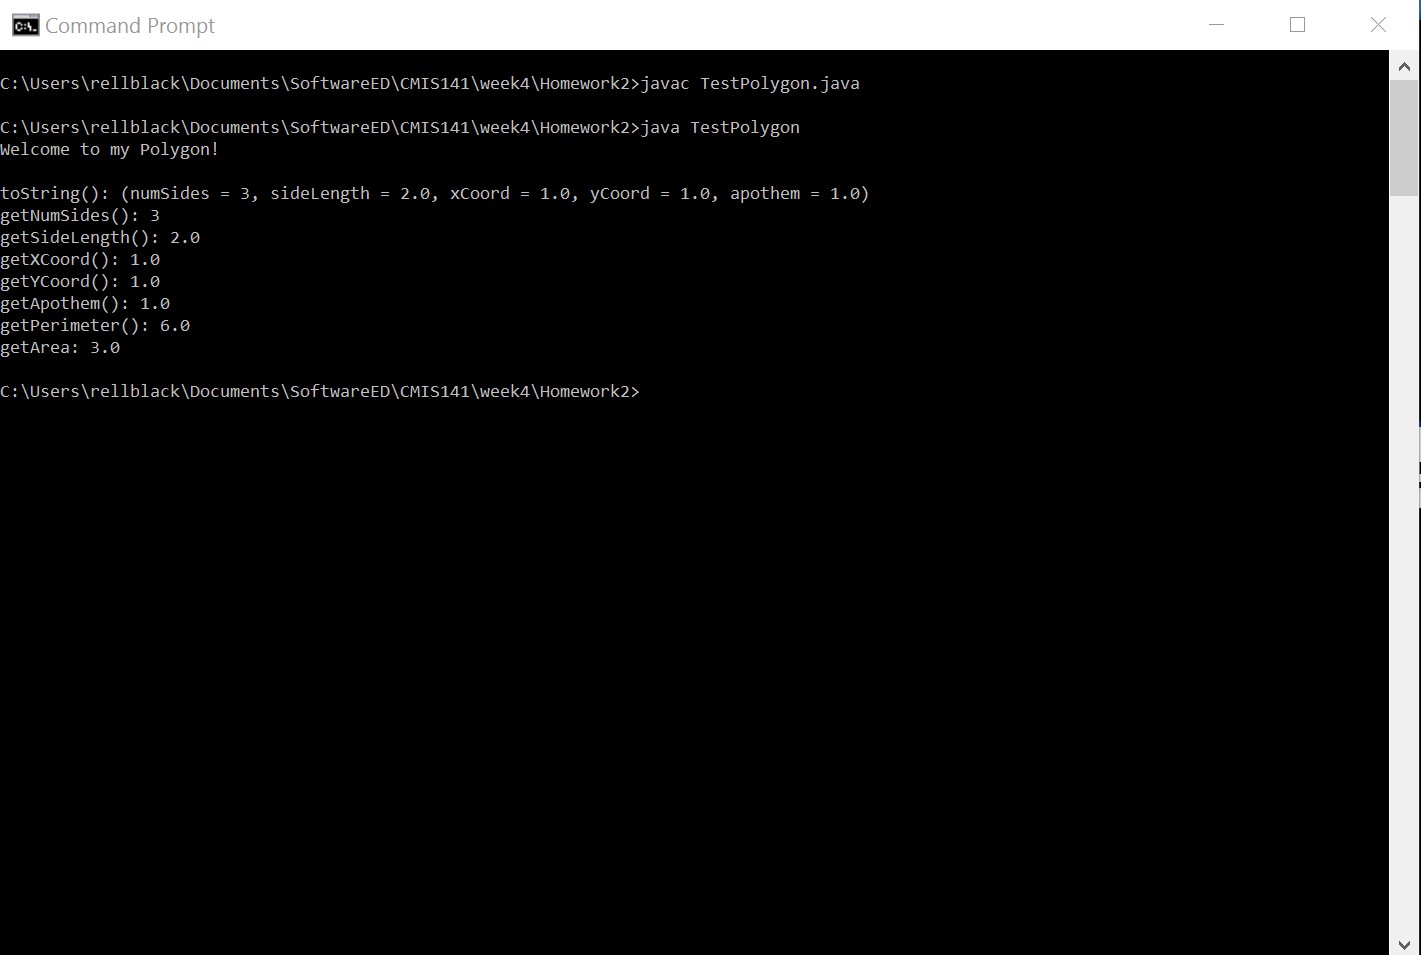 Command Prompt
C:\Users\rellblack\Documents\SoftwareED\CMIS141\week4\Homework2>javac TestPolygon.java
C:\Users\rellblack\Documents\SoftwareED\CMIS141\week4\Homework2>java TestPolygon
Welcome to my Polygon!
toString(): (numSides = 3, sideLength = 2.0, xCoord = 1.0, yCoord = 1.0, apothem = 1.0)
getNumSides(): 3
getSideLength(): 2.0
getXCoord(): 1.0
getYCoord(): 1.0
getApothem(): 1.0
getPerimeter(): 6.0
getArea: 3.0
C:\Users\rellblack\Documents\SoftwareED\CMIS141\week4\Homework2>